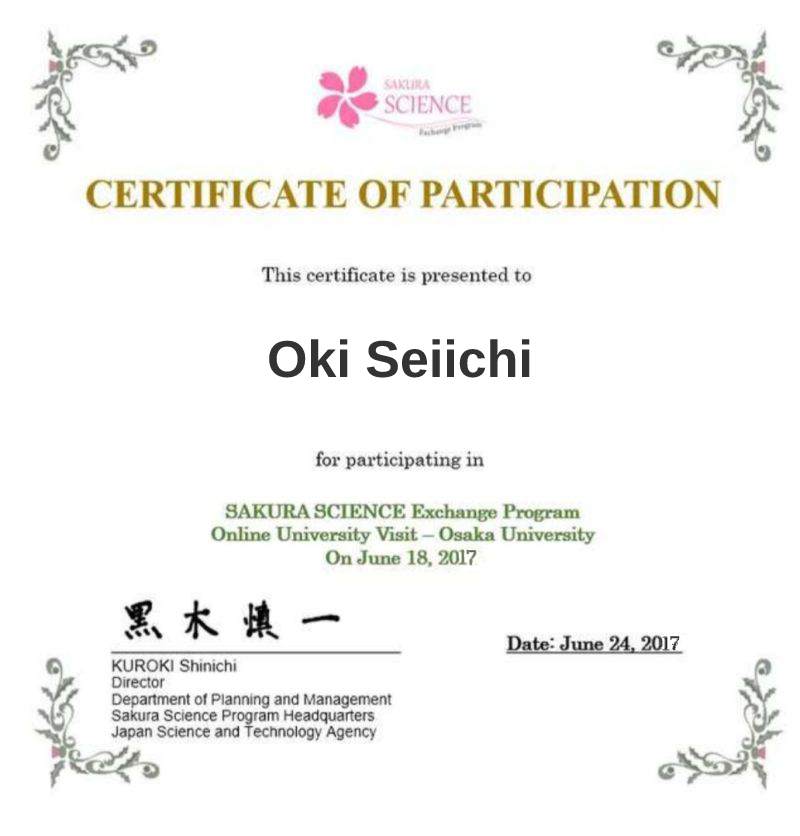 SAKURA
SCIENCE
Exchange Program
CERTIFICATE OF PARTICIPATION
This certificate is presented to
Oki Seiichi
for participating in
SAKURA SCIENCE Exchange Program
Online University Visit – Osaka University
On June 18, 2017
黒木慎一
Date: June 24, 2017
KUROKI Shinichi
Director
Department of Planning and Management
Sakura Science Program Headquarters
Japan Science and Technology Agency